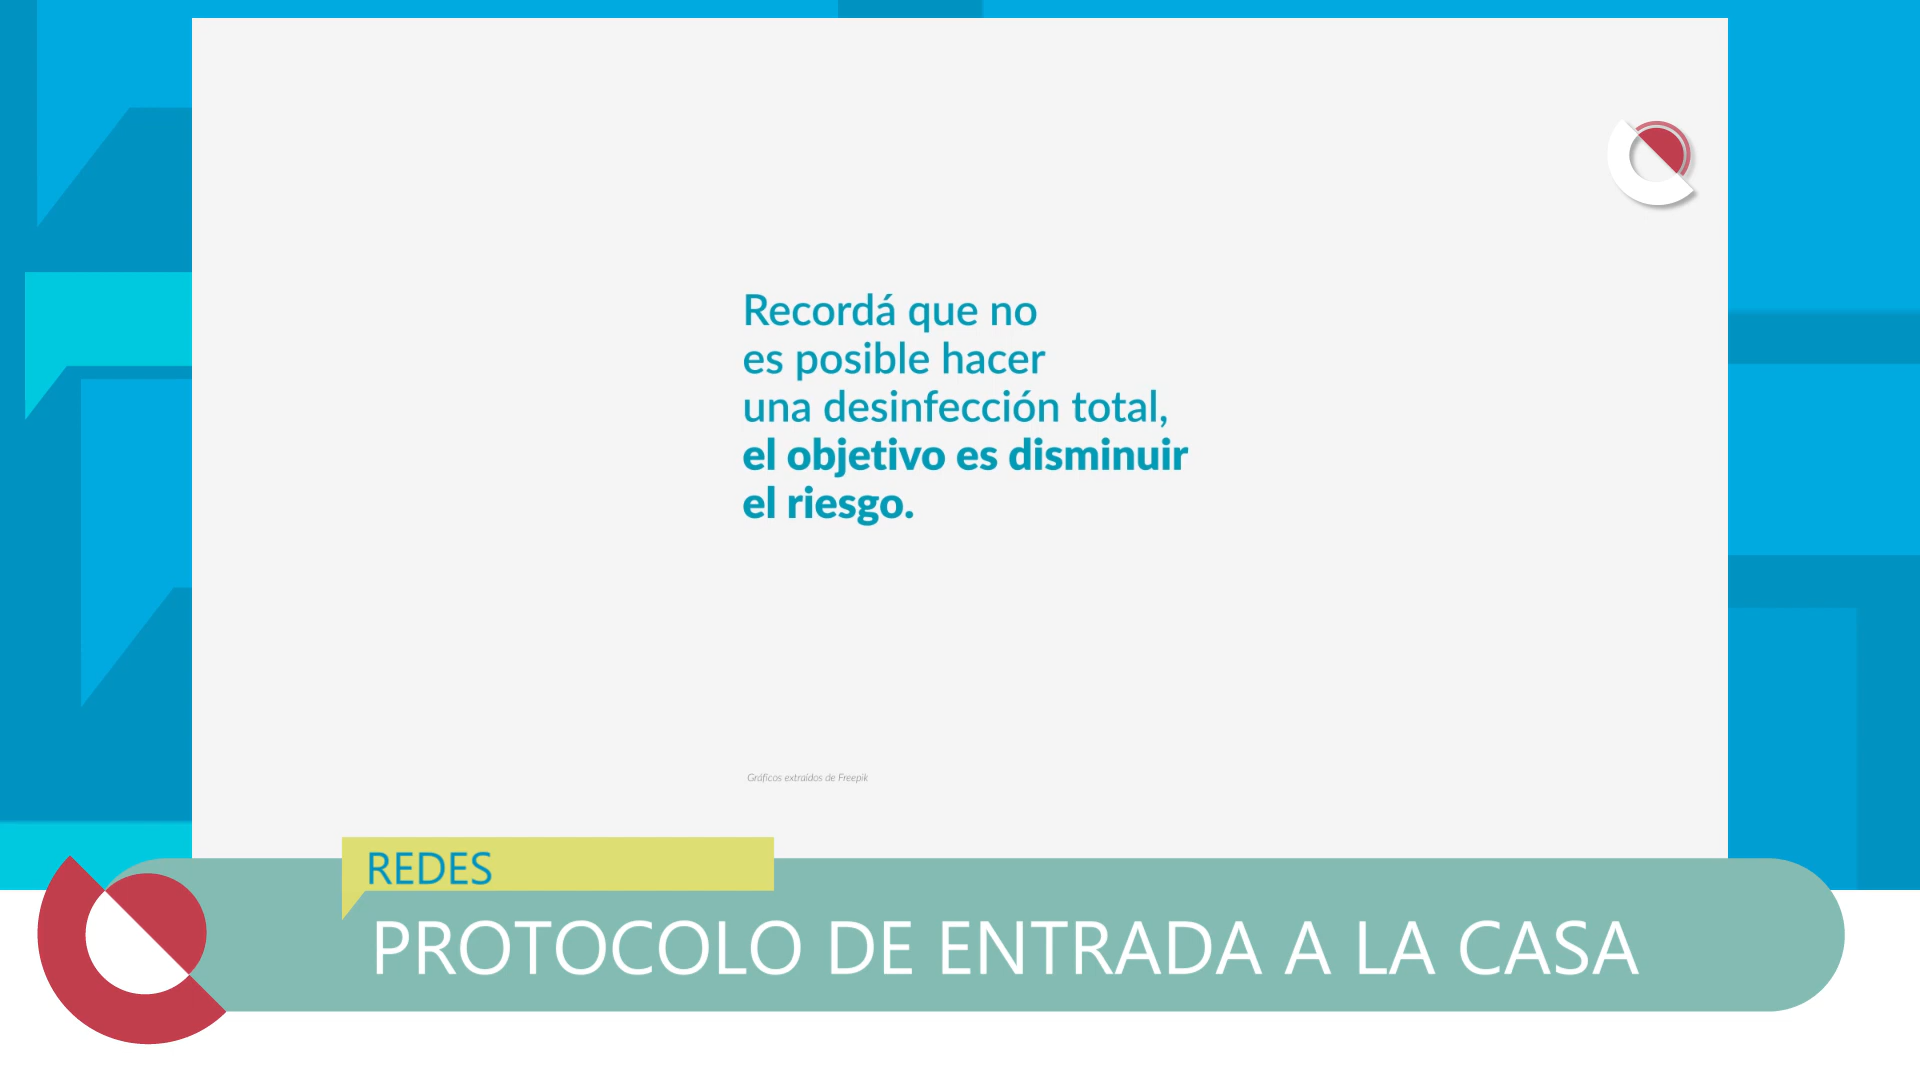 Recordá que no
es posible hacer
una desinfección total,
el objetivo es disminuir
el riesgo.
Gráficos extraídos de Freepik
REDES
PROTOCOLO DE ENTRADA A LA CASA